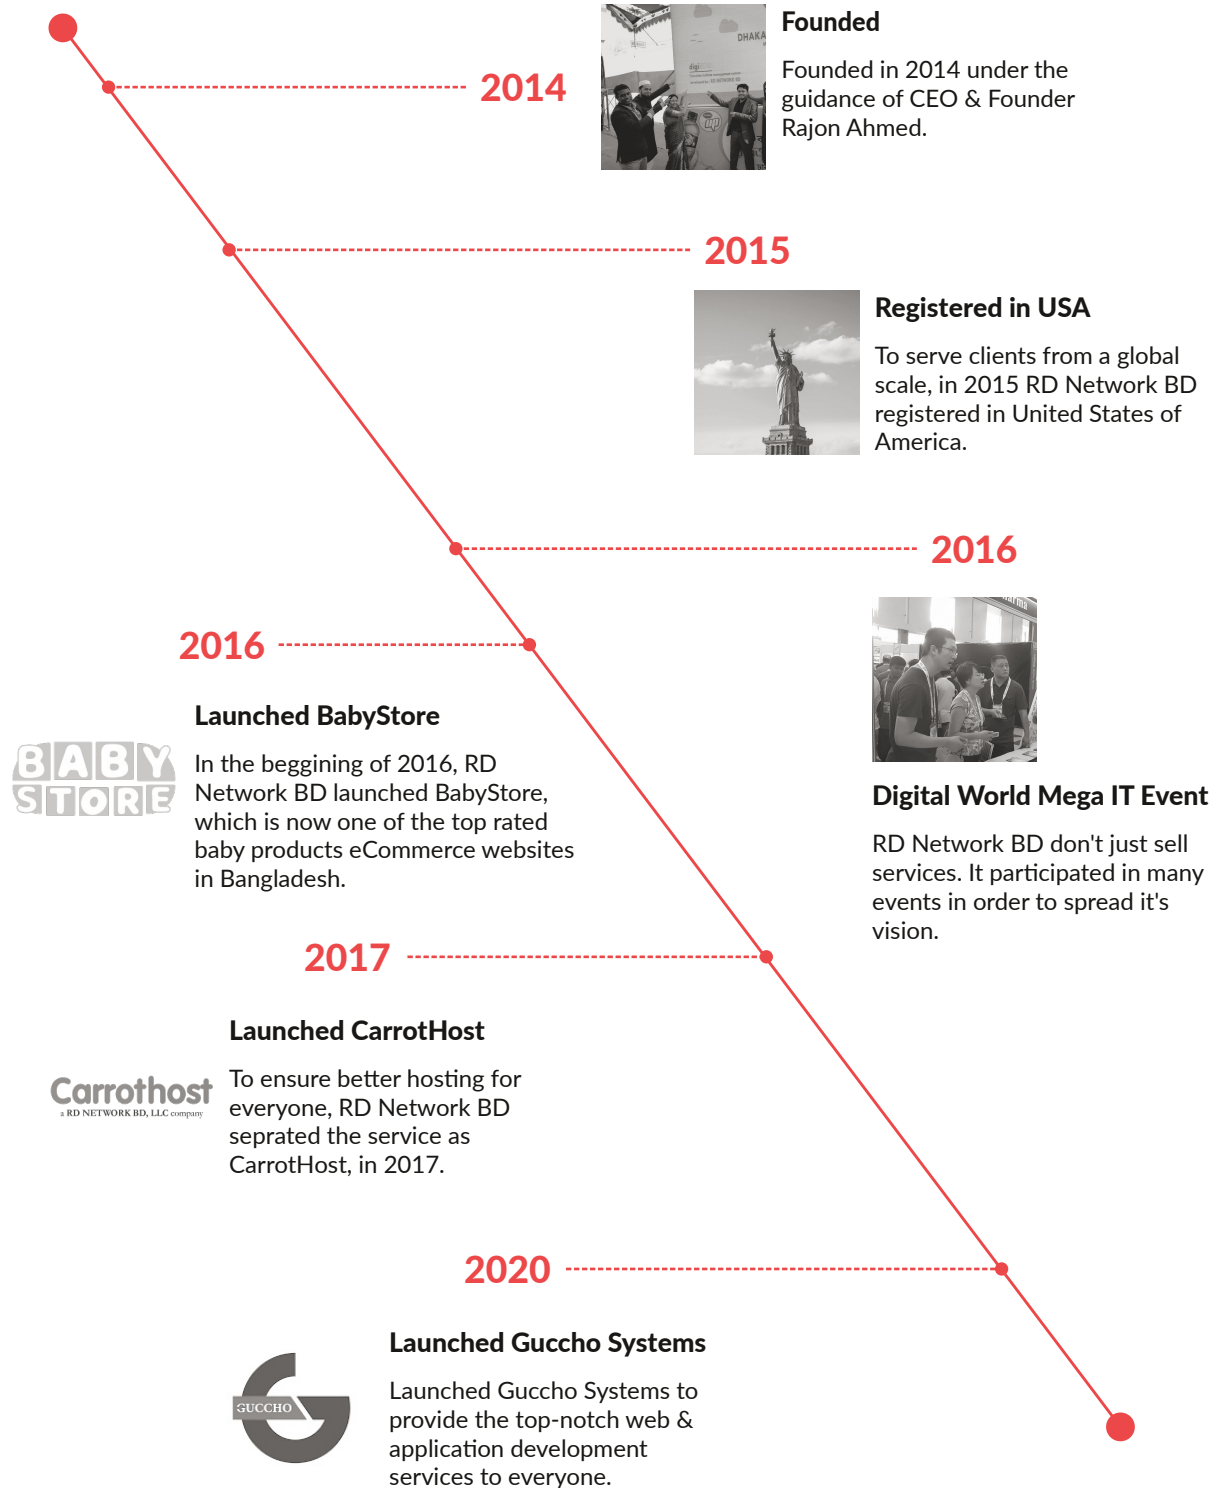 2014
DHAKA
digi
up
Founded
Founded in 2014 under the
guidance of CEO & Founder
Rajon Ahmed.
2015
Registered in USA
To serve clients from a global
scale, in 2015 RD Network BD
registered in United States of
America.
2016
Digital World Mega IT Event
RD Network BD don't just sell
services. It participated in many
events in order to spread it's
vision.
2016
BABY
STORE
Launched BabyStore
In the beggining of 2016, RD
Network BD launched BabyStore,
which is now one of the top rated
baby products eCommerce websites
in Bangladesh.
2017
Launched CarrotHost
Carrothost
a RD NETWORK BD, LLC company
To ensure better hosting for
everyone, RD Network BD
seprated the service as
CarrotHost, in 2017.
2020
Launched Guccho Systems
GUCCHO
Launched Guccho Systems to
provide the top-notch web &
application development
services to everyone.